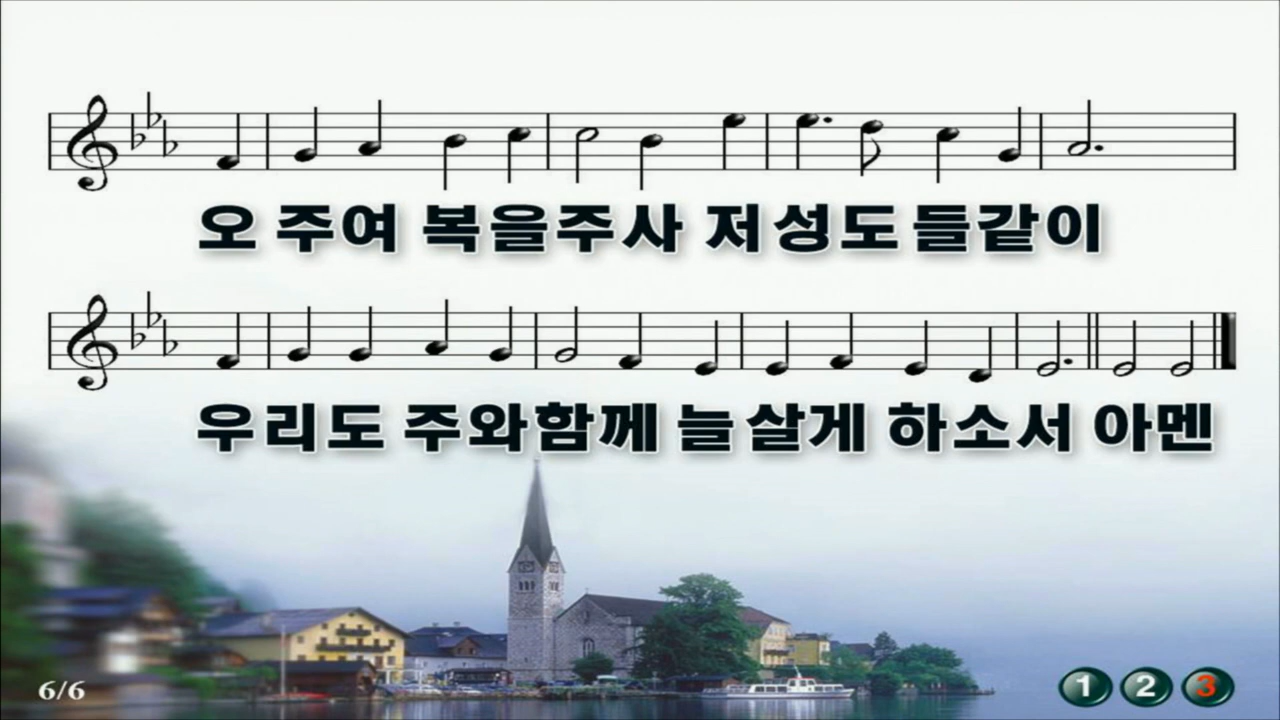 오 주여 복을주사 저성도들같이
우리도 주와함께 늘살게 하소서 아멘
6/6
1 2 3